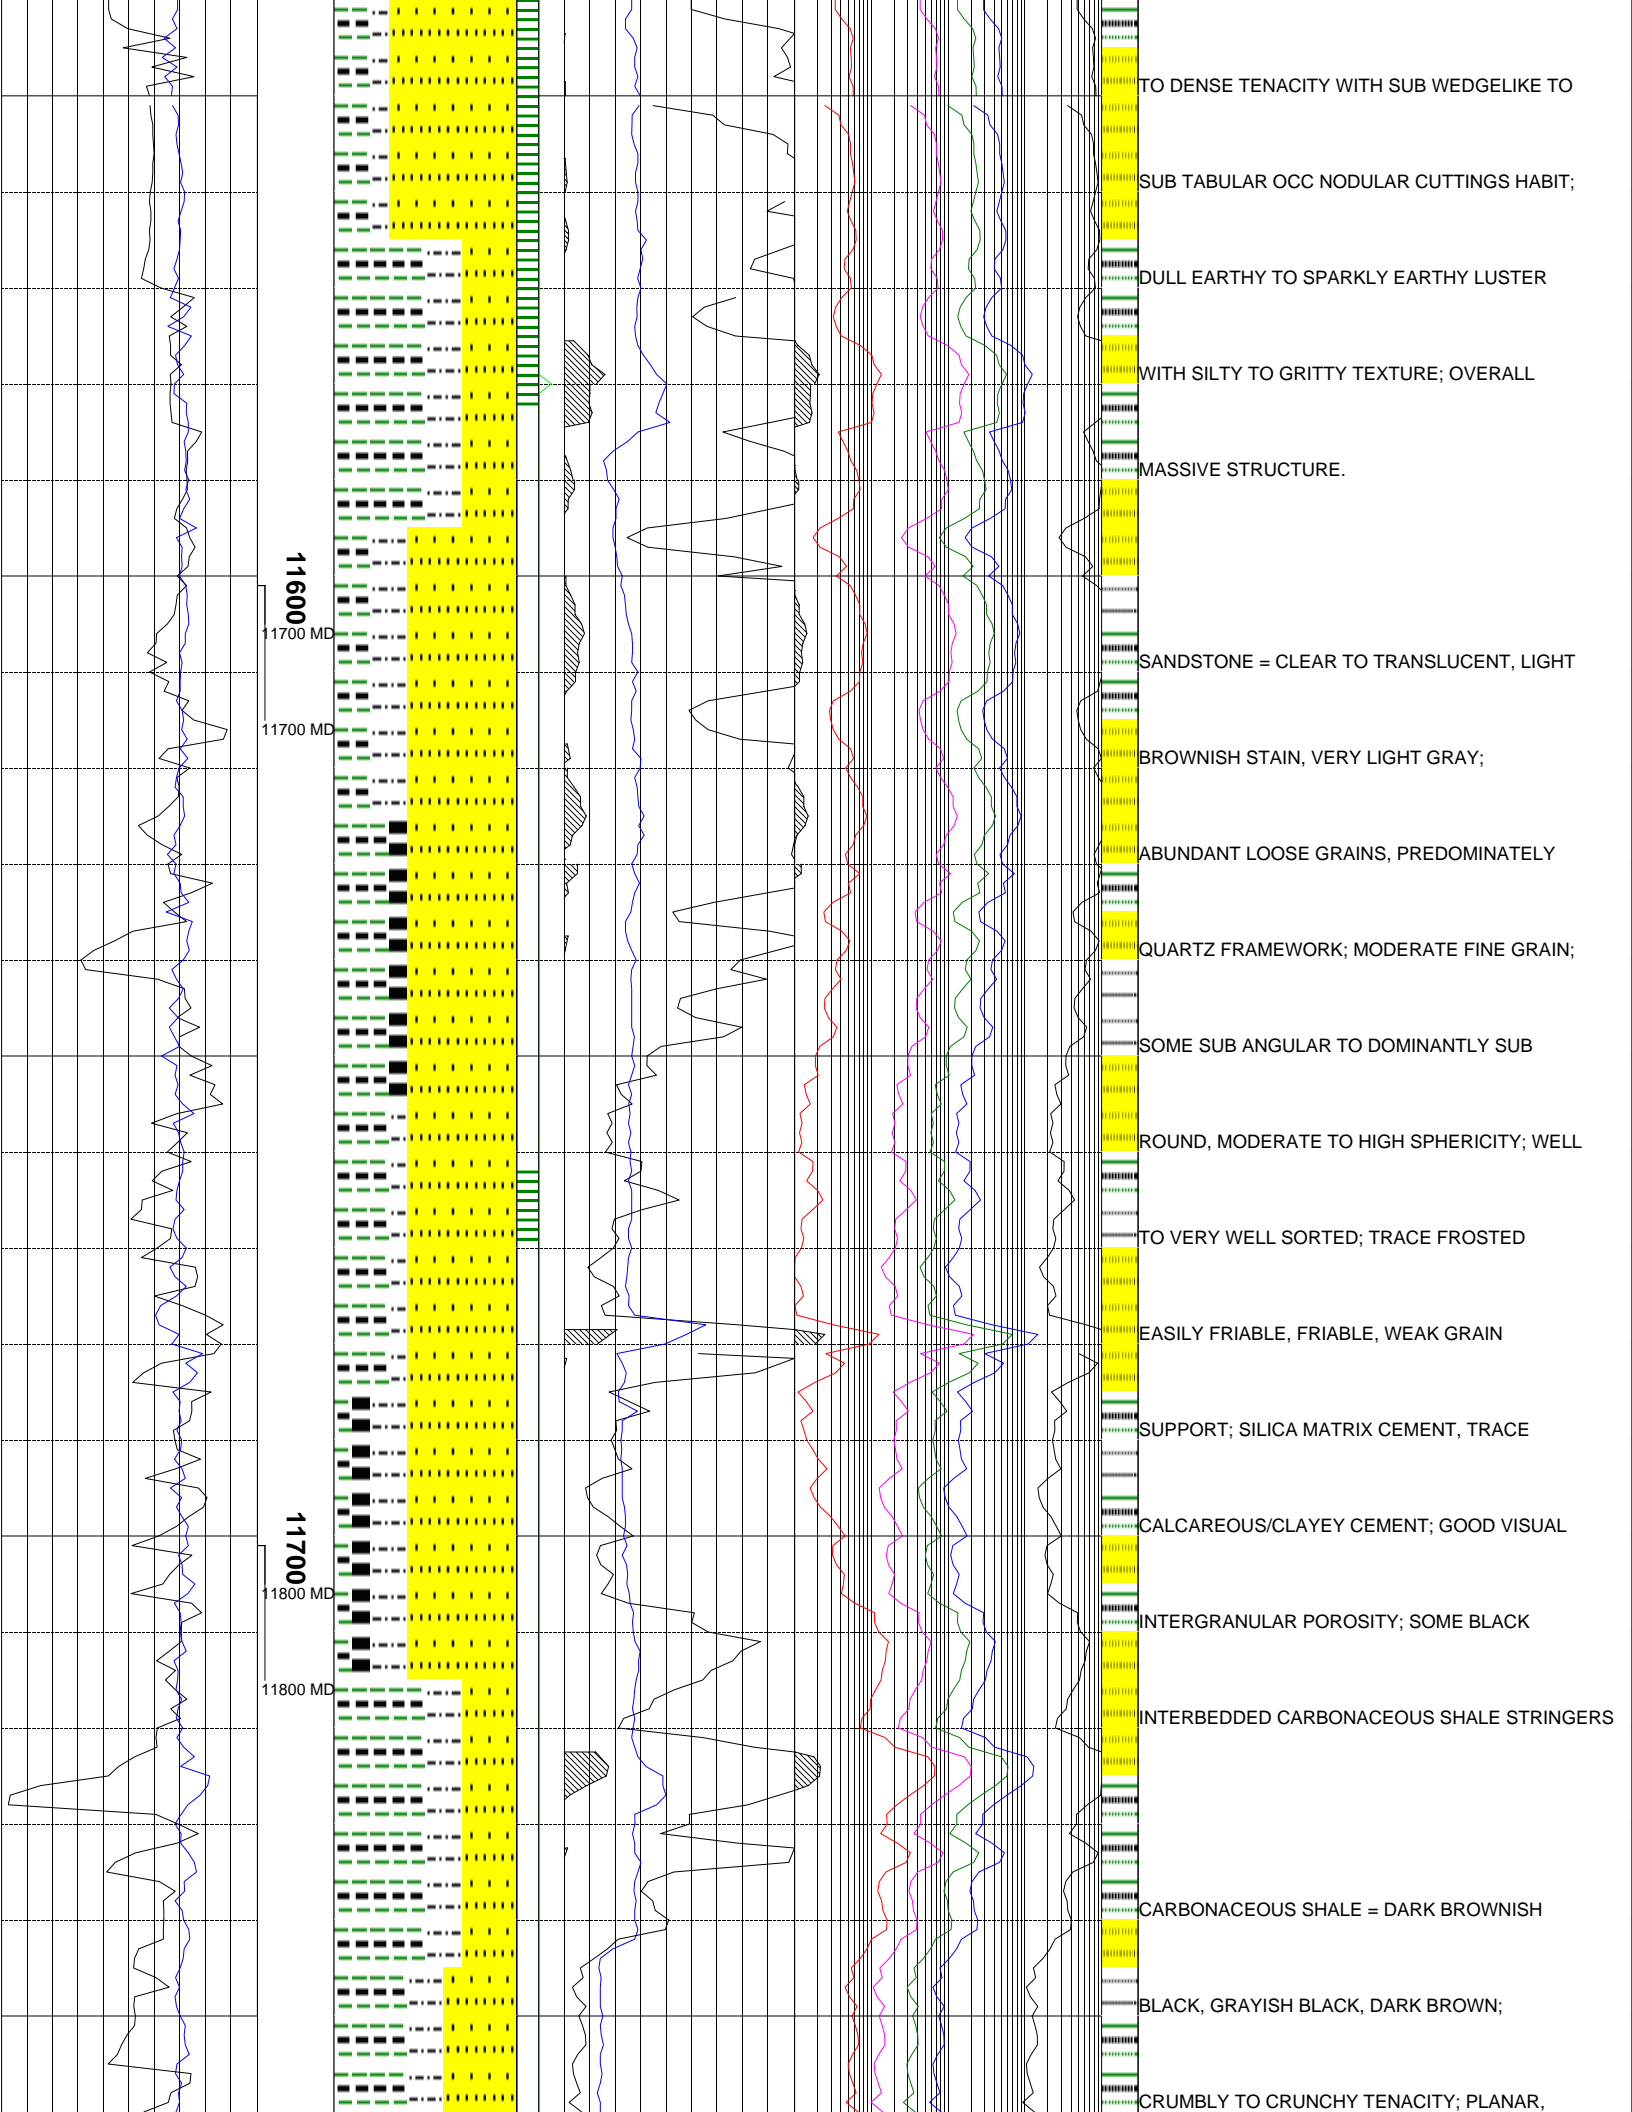 TO DENSE TENACITY WITH SUB WEDGELIKE TO
SUB TABULAR OCC NODULAR CUTTINGS HABIT;
DULL EARTHY TO SPARKLY EARTHY LUSTER
WITH SILTY TO GRITTY TEXTURE; OVERALL
MASSIVE STRUCTURE.
11600
11700 MD
SANDSTONE = CLEAR TO TRANSLUCENT, LIGHT
11700 MD
BROWNISH STAIN, VERY LIGHT GRAY;
ABUNDANT LOOSE GRAINS, PREDOMINATELY
QUARTZ FRAMEWORK; MODERATE FINE GRAIN;
SOME SUB ANGULAR TO DOMINANTLY SUB
ROUND, MODERATE TO HIGH SPHERICITY; WELL
TO VERY WELL SORTED; TRACE FROSTED
EASILY FRIABLE, FRIABLE, WEAK GRAIN
SUPPORT; SILICA MATRIX CEMENT, TRACE
CALCAREOUS/CLAYEY CEMENT; GOOD VISUAL
11700
11800 MD
INTERGRANULAR POROSITY; SOME BLACK
11800 MD
INTERBEDDED CARBONACEOUS SHALE STRINGERS
CARBONACEOUS SHALE = DARK BROWNISH
BLACK, GRAYISH BLACK, DARK BROWN;
CRUMBLY TO CRUNCHY TENACITY; PLANAR,